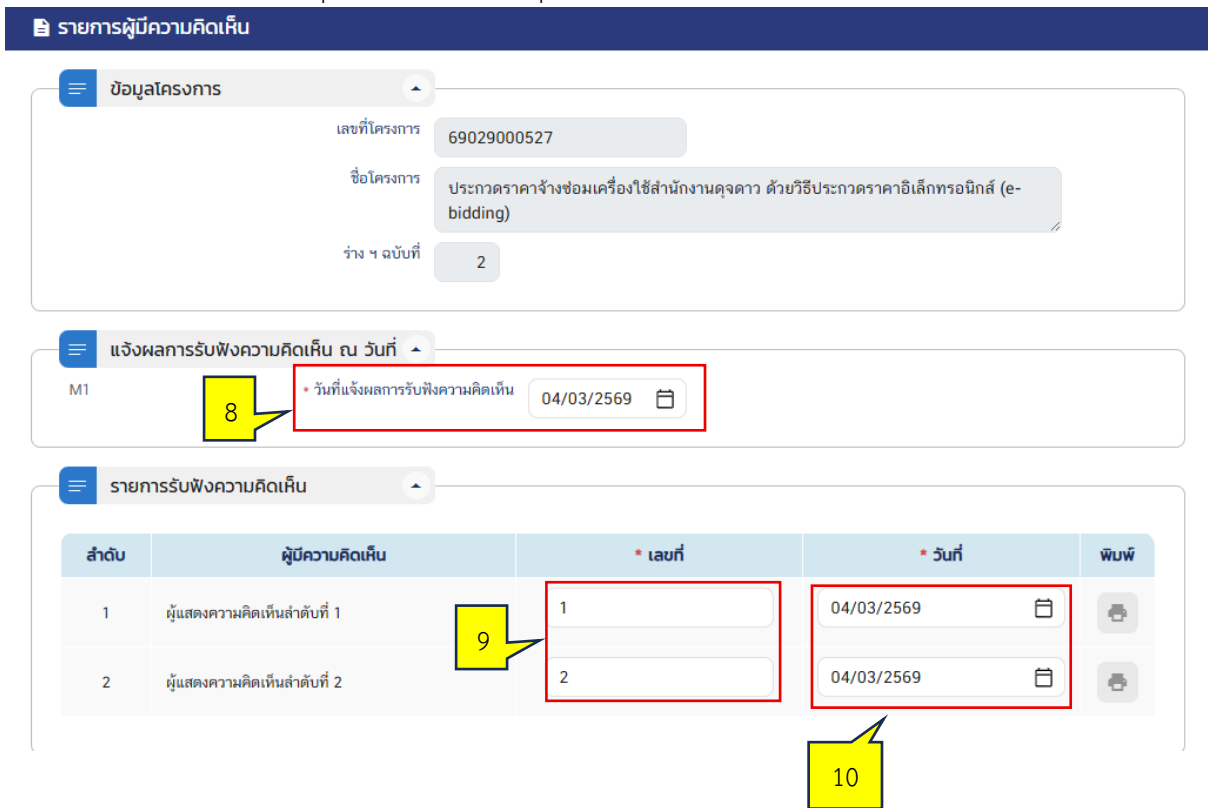 รายการผู้มีความคิดเห็น
ข้อมูลโครงการ
เลขที่โครงการ 69029000527
ชื่อโครงการ ประกวดราคาจ้างซ่อมเครื่องใช้สำนักงานดุจดาว ด้วยวิธีประกวดราคาอิเล็กทรอนิกส์ (e-
bidding)
ร่าง ฯ ฉบับที่ 2
แจ้งผลการรับฟังความคิดเห็น ณ วันที่
M1 * วันที่แจ้งผลการรับฟังความคิดเห็น 04/03/2569
8
รายการรับฟังความคิดเห็น
ลำดับ ผู้มีความคิดเห็น * เลขที่ * วันที่ พิมพ์
1 ผู้แสดงความคิดเห็นลำดับที่ 1 1 04/03/2569
9
2 ผู้แสดงความคิดเห็นลำดับที่ 2 2 04/03/2569
10